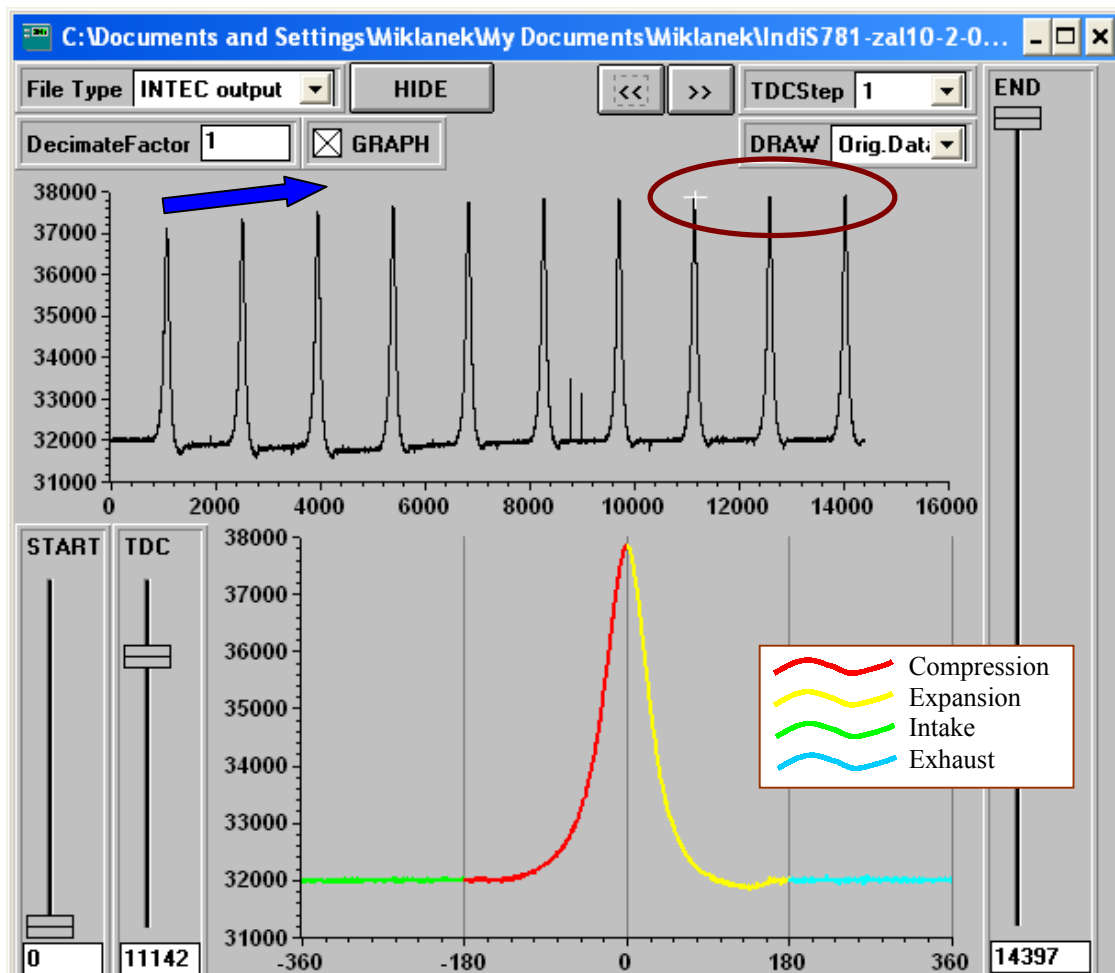 C:\Documents and Settings\Miklanek\My Documents\Miklanek\IndiS781-zal10-2-0...
File Type INTEC output HIDE << >> TDCStep 1 END
DecimateFactor 1 GRAPH DRAW Orig.Data
38000
37000
36000
35000
34000
33000
32000
31000
0 2000 4000 6000 8000 10000 12000 14000 16000
START TDC
38000
37000
36000
35000
34000
33000
32000
31000
Compression
Expansion
Intake
Exhaust
-360 -180 0 180 360
0 11142 14397